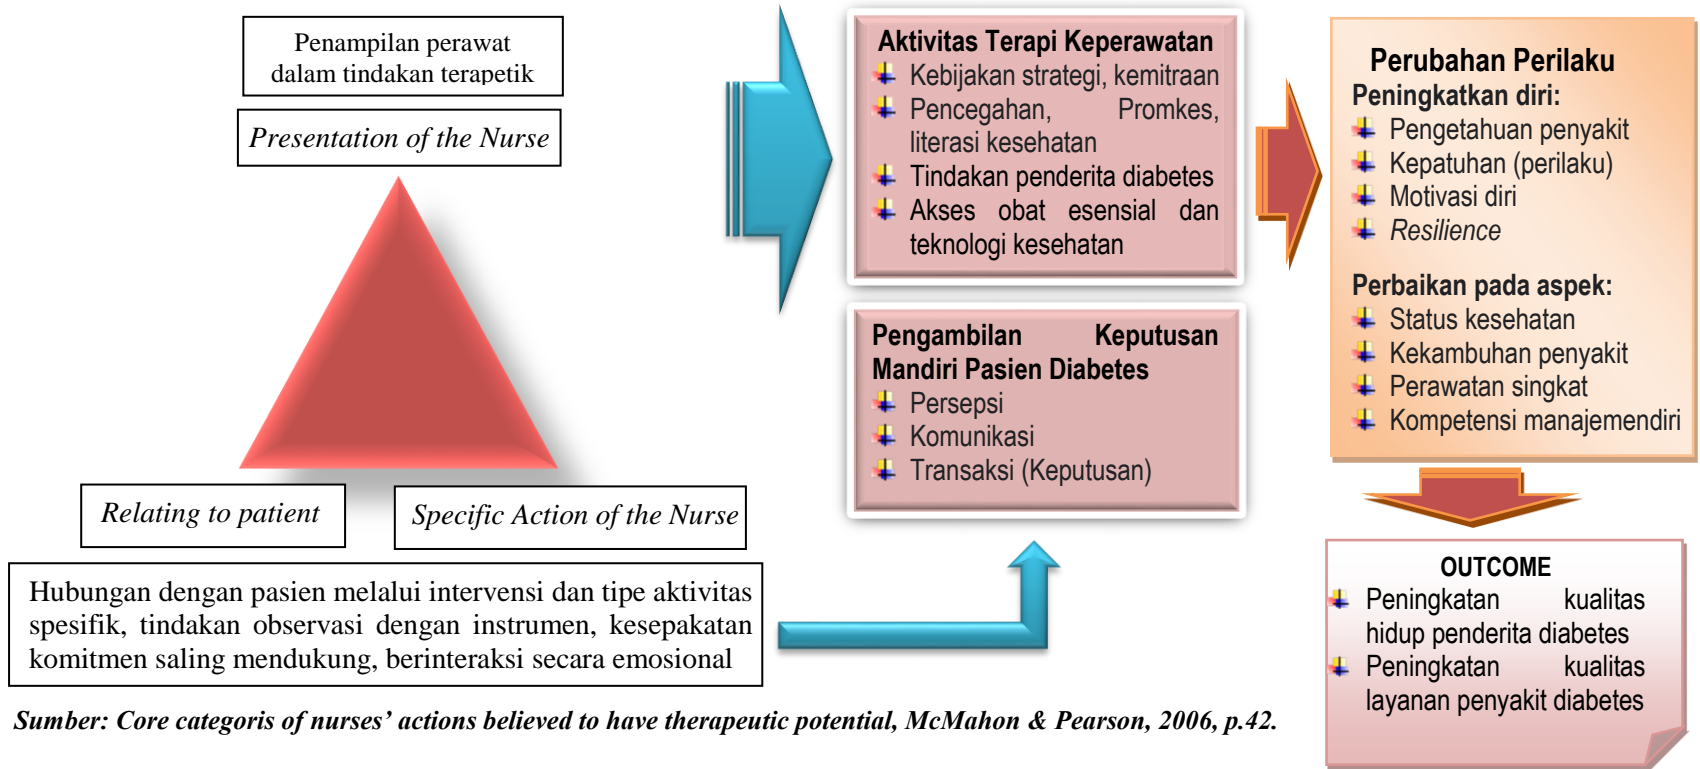 Penampilan perawat
dalam tindakan terapetik
Presentation of the Nurse
Relating to patient
Specific Action of the Nurse
Hubungan dengan pasien melalui intervensi dan tipe aktivitas
spesifik, tindakan observasi dengan instrumen, kesepakatan
komitmen saling mendukung, berinteraksi secara emosional
Aktivitas Terapi Keperawatan
Kebijakan strategi, kemitraan
Pencegahan, Promkes,
literasi kesehatan
Tindakan penderita diabetes
Akses obat esensial dan
teknologi kesehatan
Pengambilan Keputusan
Mandiri Pasien Diabetes
Persepsi
Komunikasi
Transaksi (Keputusan)
Perubahan Perilaku
Peningkatkan diri:
Pengetahuan penyakit
Kepatuhan (perilaku)
Motivasi diri
Resilience
Perbaikan pada aspek:
Status kesehatan
Kekambuhan penyakit
Perawatan singkat
Kompetensi manajemendiri
OUTCOME
Peningkatan kualitas
hidup penderita diabetes
Peningkatan kualitas
layanan penyakit diabetes
Sumber: Core categoris of nurses’ actions believed to have therapeutic potential, McMahon & Pearson, 2006, p.42.